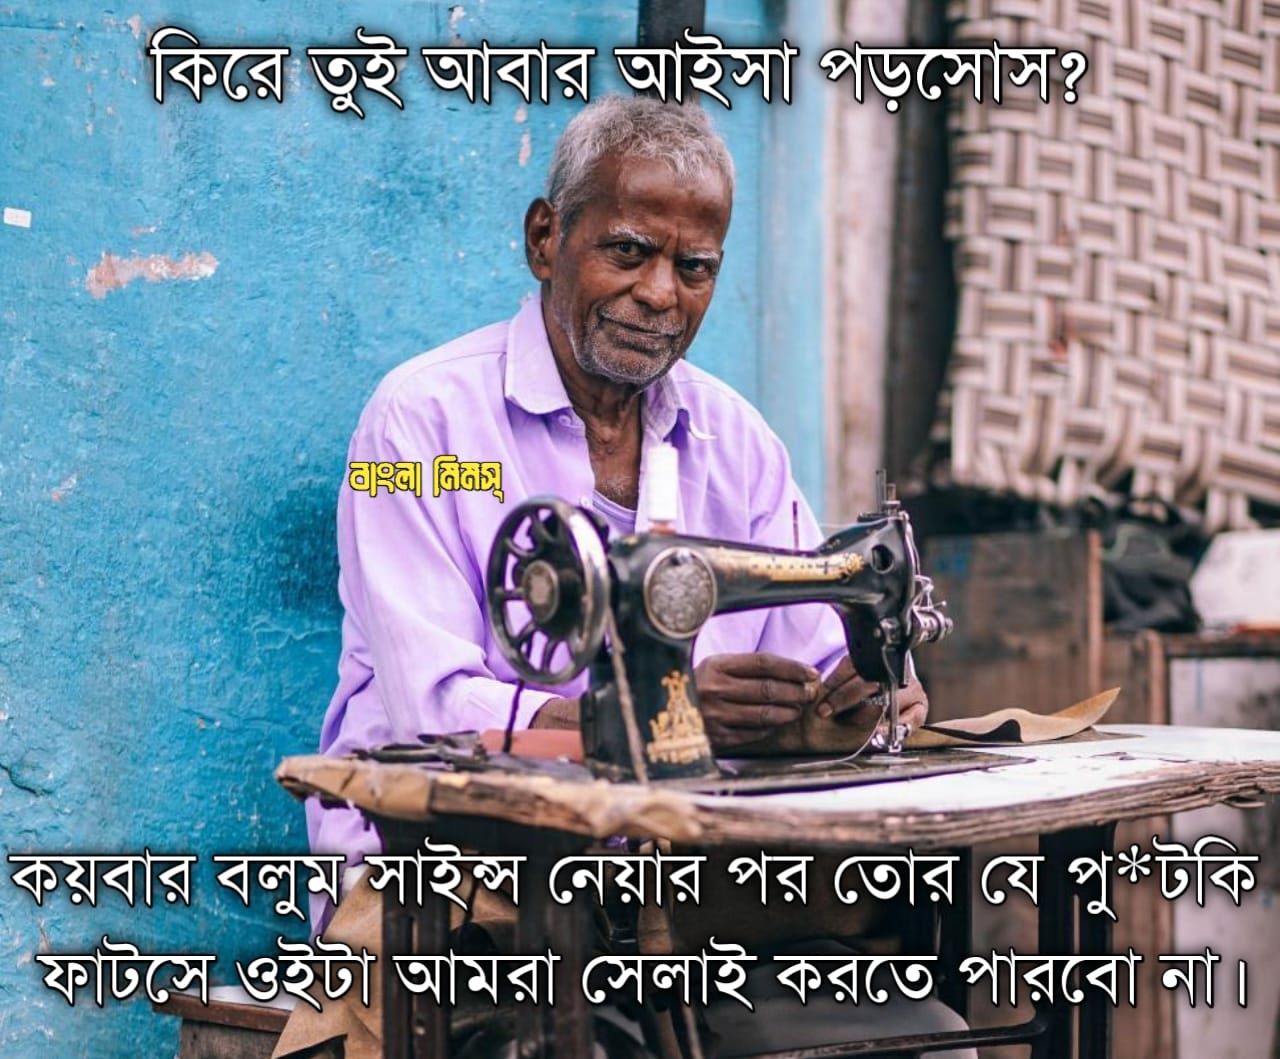 কিরে তুই আবার আইসা পড়সোস?
বাংলা মিমস্
কয়বার বলুম সাইন্স নেয়ার পর তোর যে পু*টকি
ফাটসে ওইটা আমরা সেলাই করতে পারবো না।